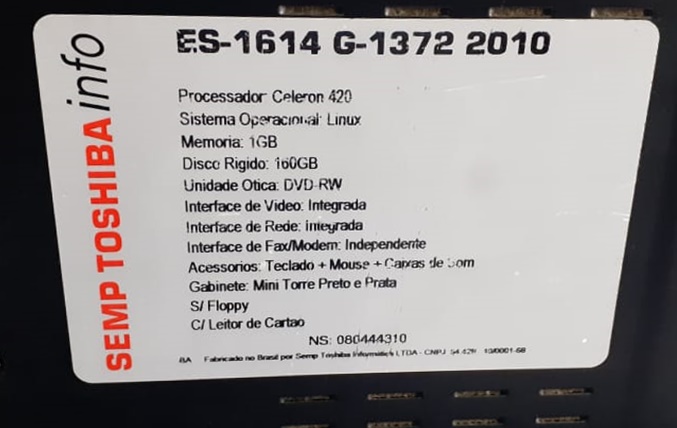 SEMP TOSHIBA info
ES-1614 G-1372 2010
Processador: Celeron 420
Sistema Operacional: Linux
Memoria: 1GB
Disco Rigido: 160GB
Unidade Otica: DVD-RW
Interface de Video: Integrada
Interface de Rede: Integrada
Interface de Fax/Modem: Independente
Acessorios: Teclado + Mouse + Caixas de Som
Gabinete: Mini Torre Preto e Prata
S/ Floppy
C/ Leitor de Cartao
NS: 080444310
BA Fabricado no Brasil por Semp Toshiba Informatica LTDA - CNPJ